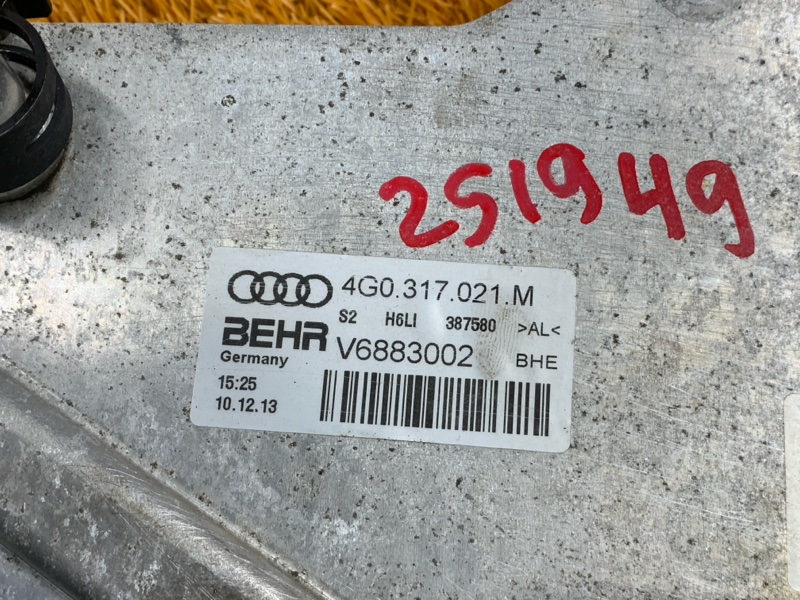 251949
4G0.317.021.M
S2 H6LI 387580 >AL<
BEHR V6883002 BHE
Germany
15:25
10.12.13